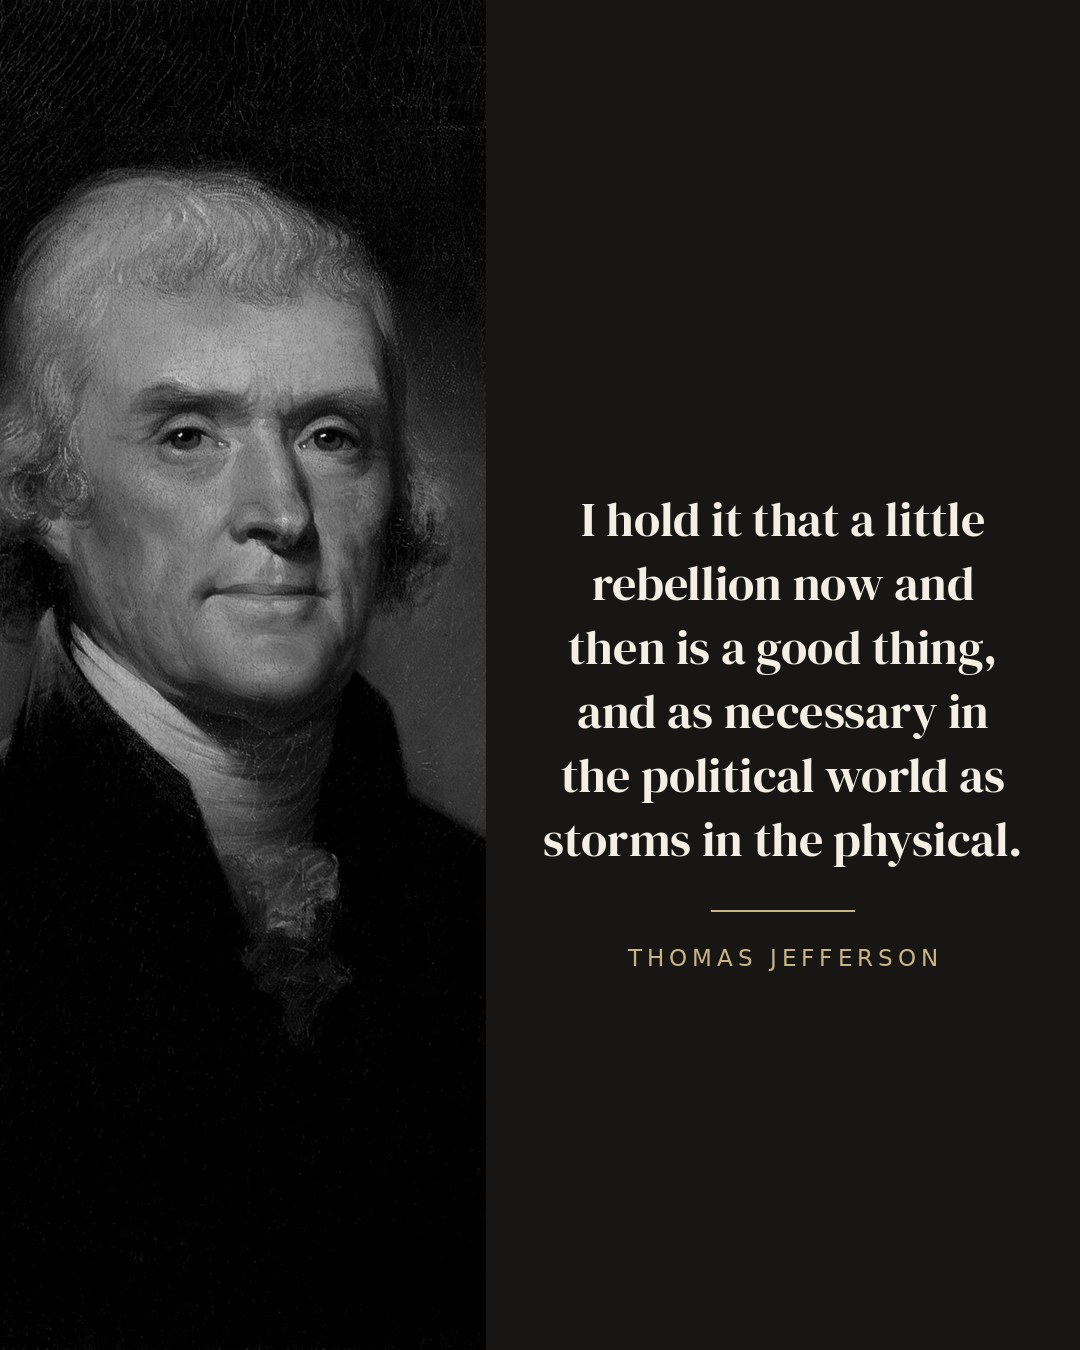 I hold it that a little
rebellion now and
then is a good thing,
and as necessary in
the political world as
storms in the physical.
THOMAS JEFFERSON